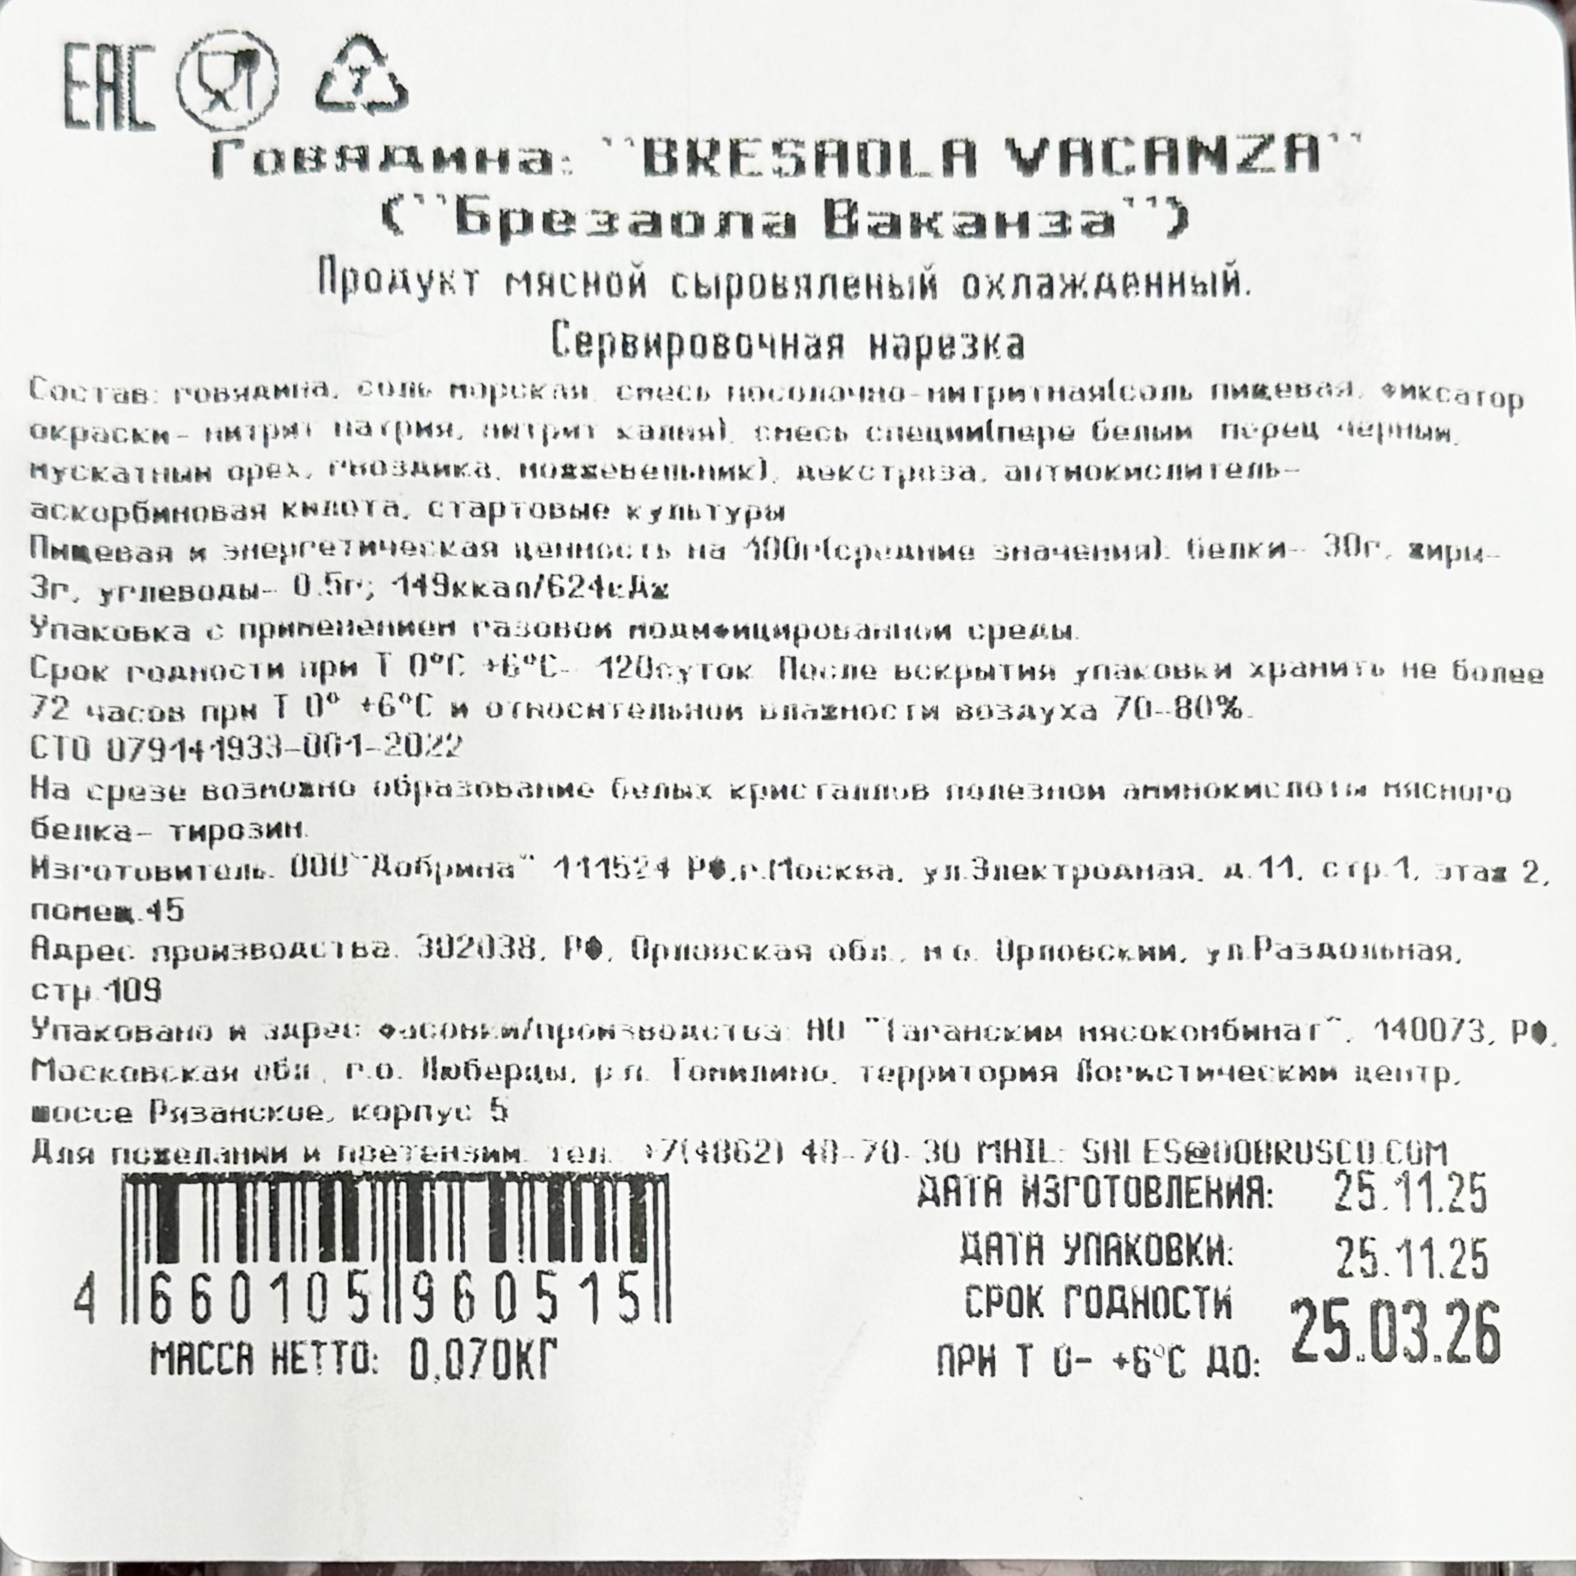 EAC
7
Говядина: "BRESAOLA VACANZA"
("Брезаола Ваканза")
Продукт мясной сыровяленый охлажденный.
Сервировочная нарезка
Состав: говядина, соль морская, смесь посолочно-нитритная(соль пищевая, фиксатор
окраски- нитрит натрия, нитрит калия), смесь специй(пере белый, перец черный,
мускатный орех, гвоздика, можжевельник), декстроза, антиокислитель-
аскорбиновая килота, стартовые культуры
Пищевая и энергетическая ценность на 100г(средние значения): белки- 30г, жиры-
3г, углеводы- 0.5г; 149ккал/624кДж
Упаковка с применением газовой модифицированной среды.
Срок годности при Т 0°С +6°С- 120суток. После вскрытия упаковки хранить не более
72 часов при Т 0° +6°С и относительной влажности воздуха 70-80%.
СТО 079141933-001-2022
На срезе возможно образование белых кристаллов полезной аминокислоты мясного
белка- тирозин.
Изготовитель: ООО"Добрина" 111524 РФ,г.Москва, ул.Электродная, д.11, стр.1, этаж 2,
помещ.45
Адрес производства: 302038, РФ, Орловская обл., м.о. Орловский, ул.Раздольная,
стр.109
Упаковано и адрес фасовки/производства: АО "Таганский мясокомбинат", 140073, РФ,
Московская обл., г.о. Люберцы, р.п. Томилино, территория Логистический центр,
шоссе Рязанское, корпус 5
Для пожеланий и претензий: тел. +7(4862) 48-70-30 MAIL: SALES@DOBRUSCO.COM
ДАТА ИЗГОТОВЛЕНИЯ: 25.11.25
ДАТА УПАКОВКИ: 25.11.25
СРОК ГОДНОСТИ
ПРИ Т 0- +6°С ДО: 25.03.26
4 660105 960515
МАССА НЕТТО: 0,070КГ